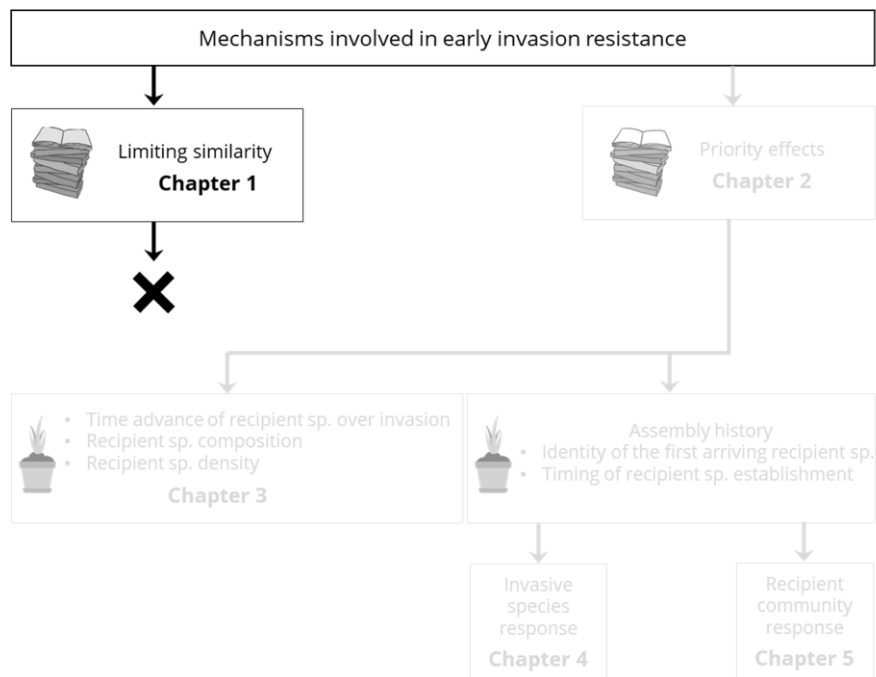 Mechanisms involved in early invasion resistance
Limiting similarity
Chapter 1
Priority effects
Chapter 2
• Time advance of recipient sp. over invasion
• Recipient sp. composition
• Recipient sp. density
Chapter 3
Assembly history
• Identity of the first arriving recipient sp.
• Timing of recipient sp. establishment
Invasive
species
response
Chapter 4
Recipient
community
response
Chapter 5